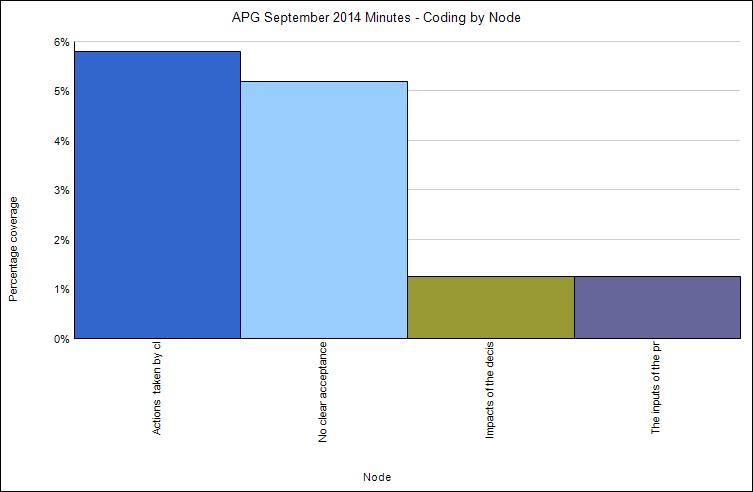 APG September 2014 Minutes - Coding by Node
6%
5%
4%
3%
2%
1%
0%
Percentage coverage
Actions taken by cl
No clear acceptance
Impacts of the decis
The inputs of the pr
Node